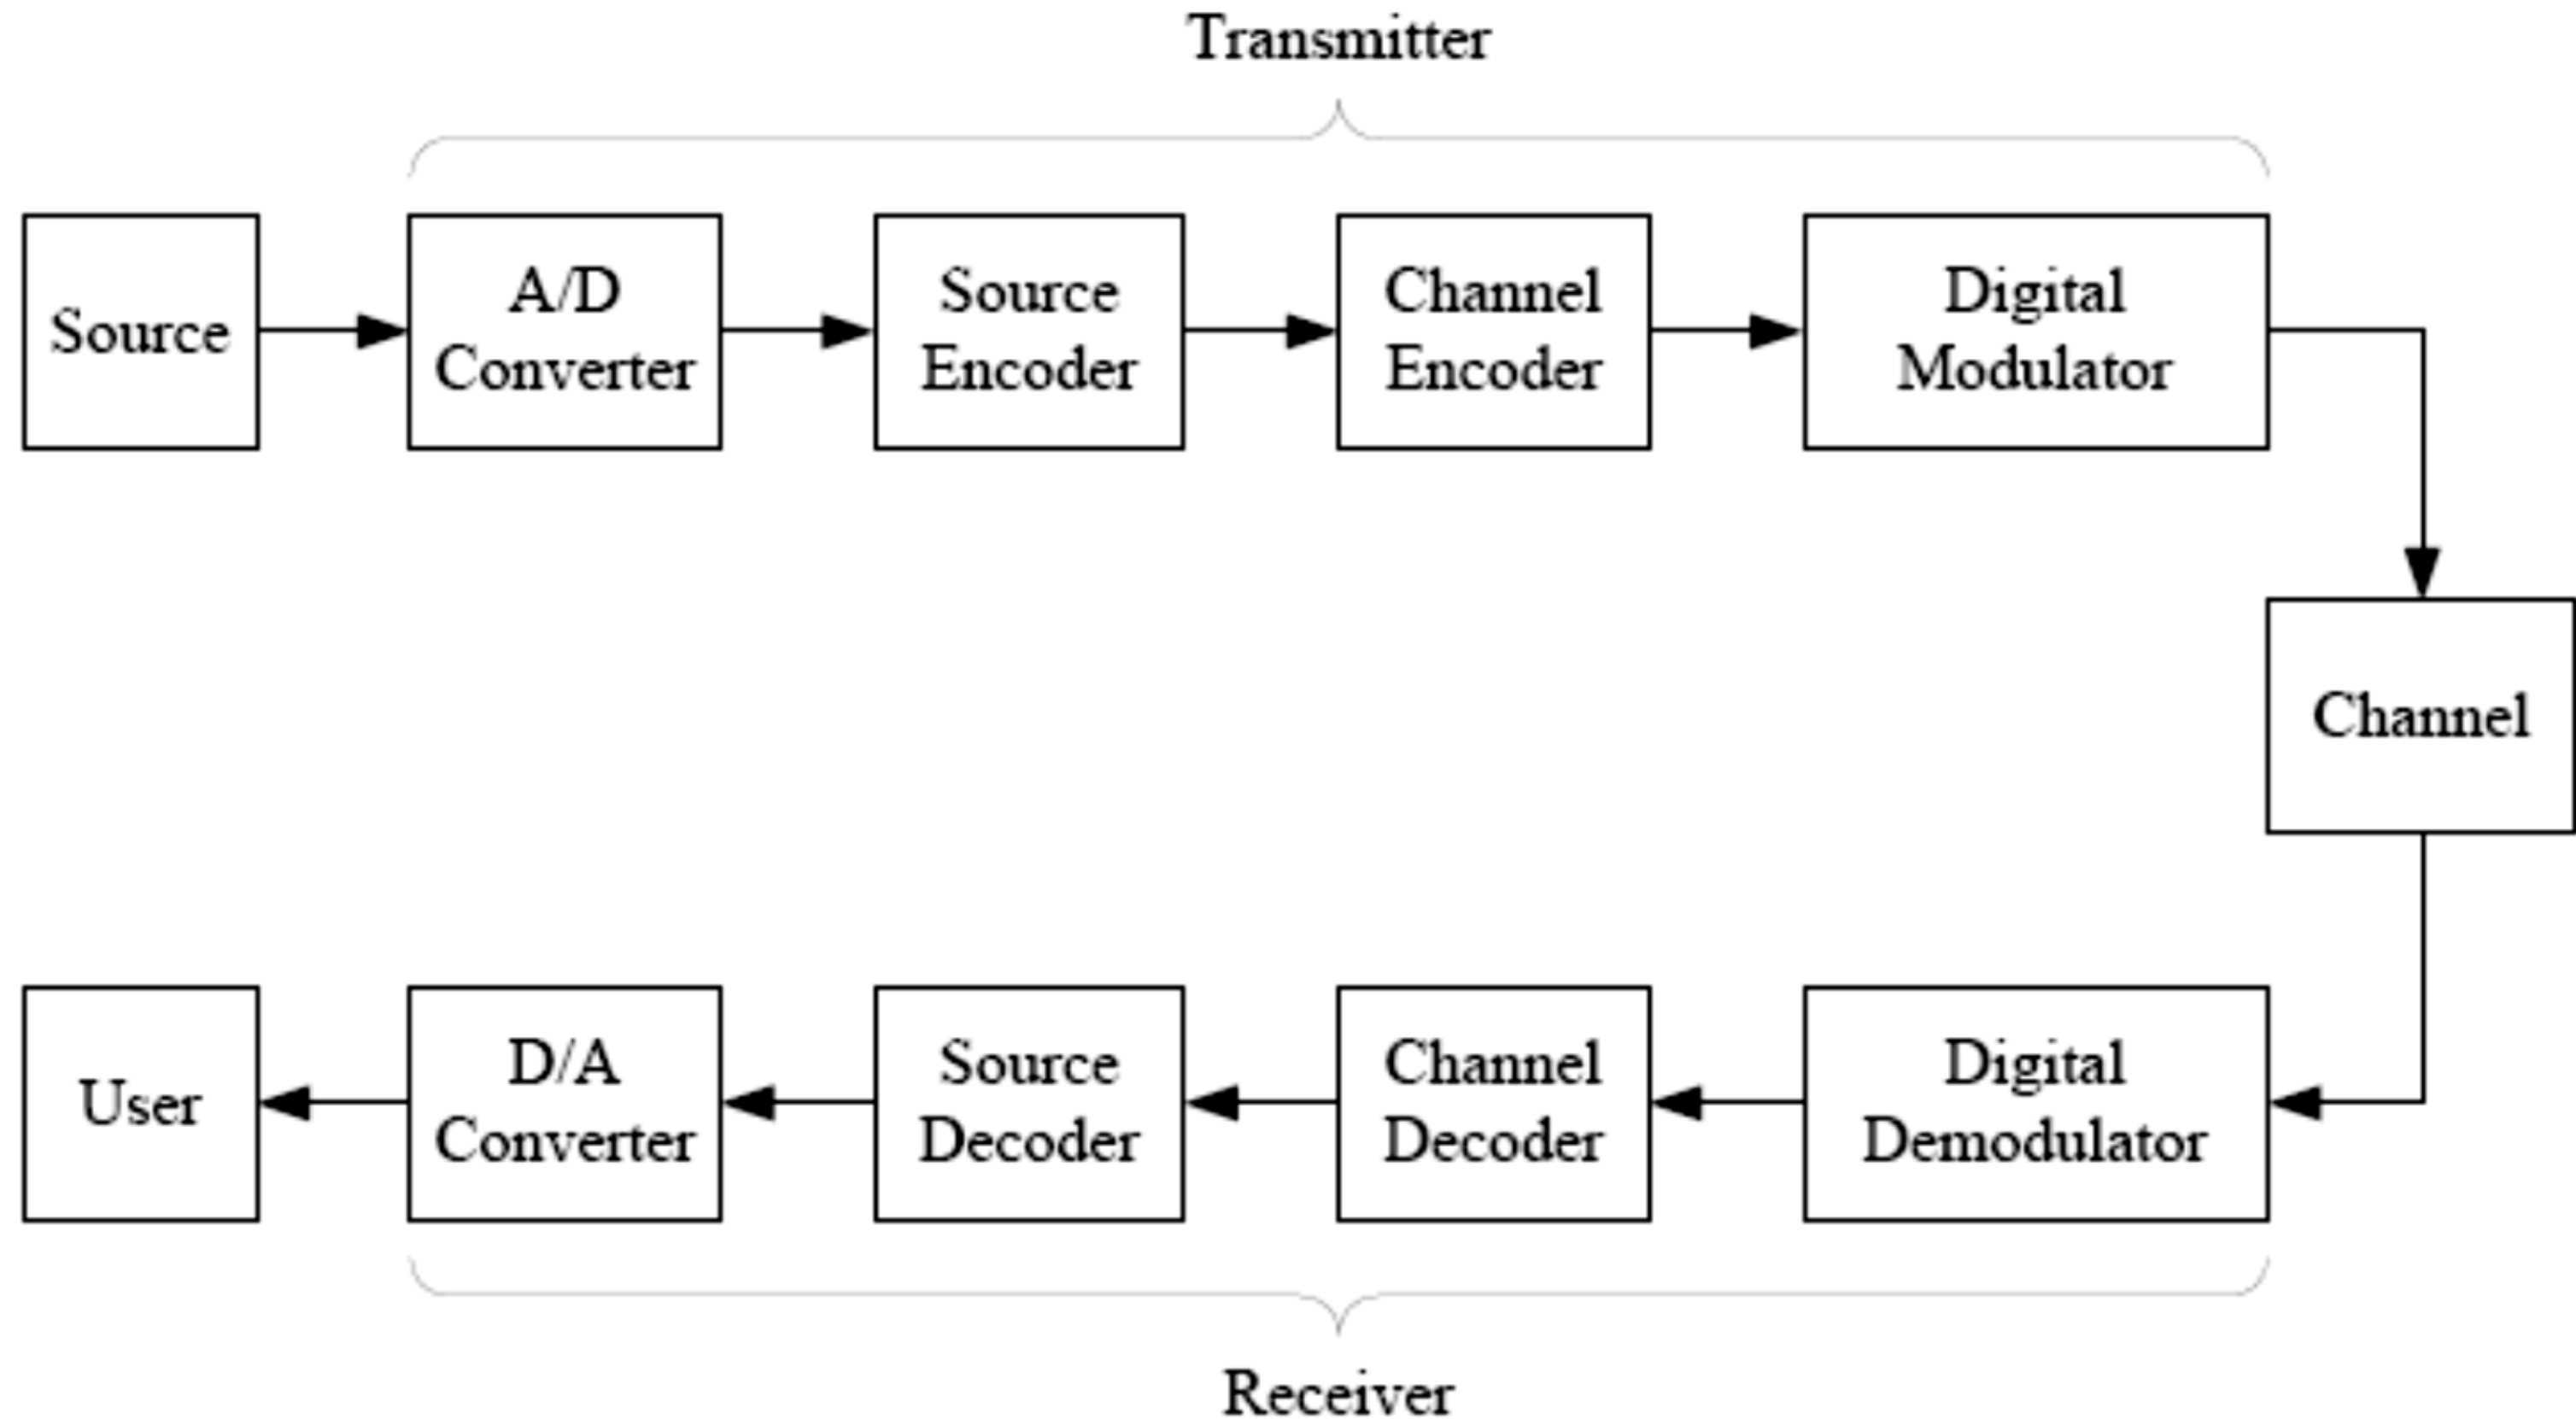 Transmitter
Source
A/D
Converter
Source
Encoder
Channel
Encoder
Digital
Modulator
Channel
User
D/A
Converter
Source
Decoder
Channel
Decoder
Digital
Demodulator
Receiver